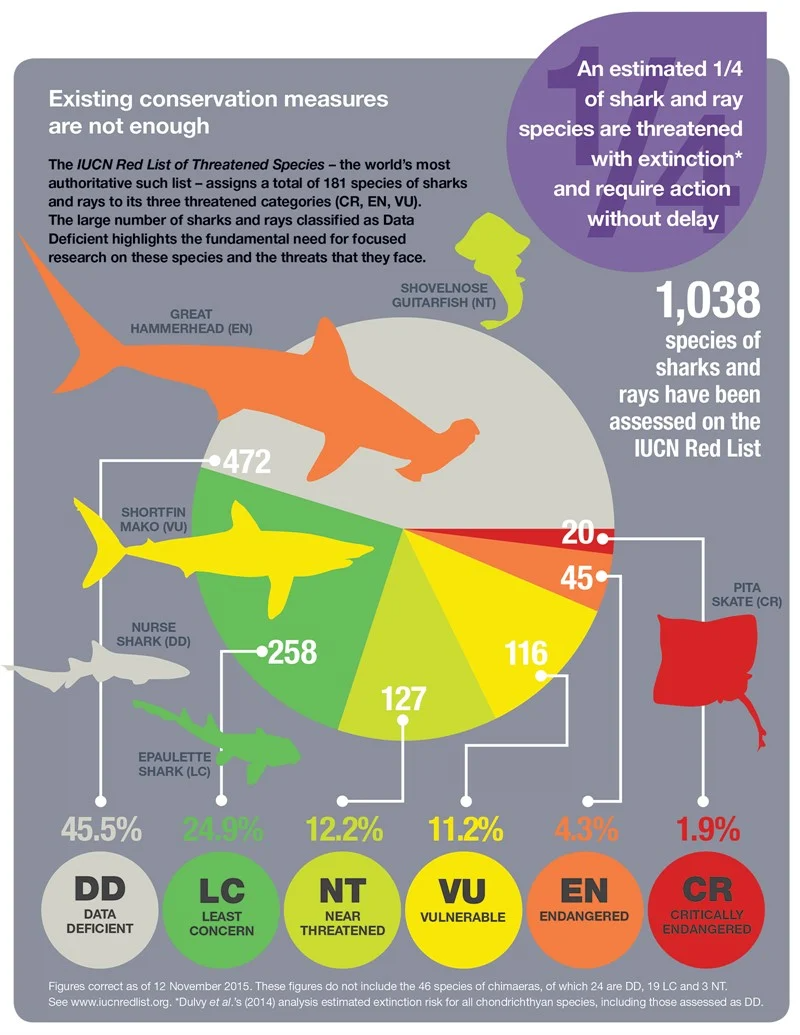 Existing conservation measures
are not enough
An estimated 1/4
of shark and ray
species are threatened
with extinction*
and require action
without delay
1/4
The IUCN Red List of Threatened Species – the world's most
authoritative such list – assigns a total of 181 species of sharks
and rays to its three threatened categories (CR, EN, VU).
The large number of sharks and rays classified as Data
Deficient highlights the fundamental need for focused
research on these species and the threats that they face.
SHOVELNOSE
GUITARFISH (NT)
GREAT
HAMMERHEAD (EN)
1,038
species of
sharks and
rays have been
assessed on the
IUCN Red List
472
SHORTFIN
MAKO (VU)
20
45
PITA
SKATE (CR)
NURSE
SHARK (DD)
258
116
127
EPAULETTE
SHARK (LC)
45.5%
24.9%
12.2%
11.2%
4.3%
1.9%
DD
DATA
DEFICIENT
LC
LEAST
CONCERN
NT
NEAR
THREATENED
VU
VULNERABLE
EN
ENDANGERED
CR
CRITICALLY
ENDANGERED
Figures correct as of 12 November 2015. These figures do not include the 46 species of chimaeras, of which 24 are DD, 19 LC and 3 NT.
See www.iucnredlist.org. *Dulvy et al.'s (2014) analysis estimated extinction risk for all chondrichthyan species, including those assessed as DD.